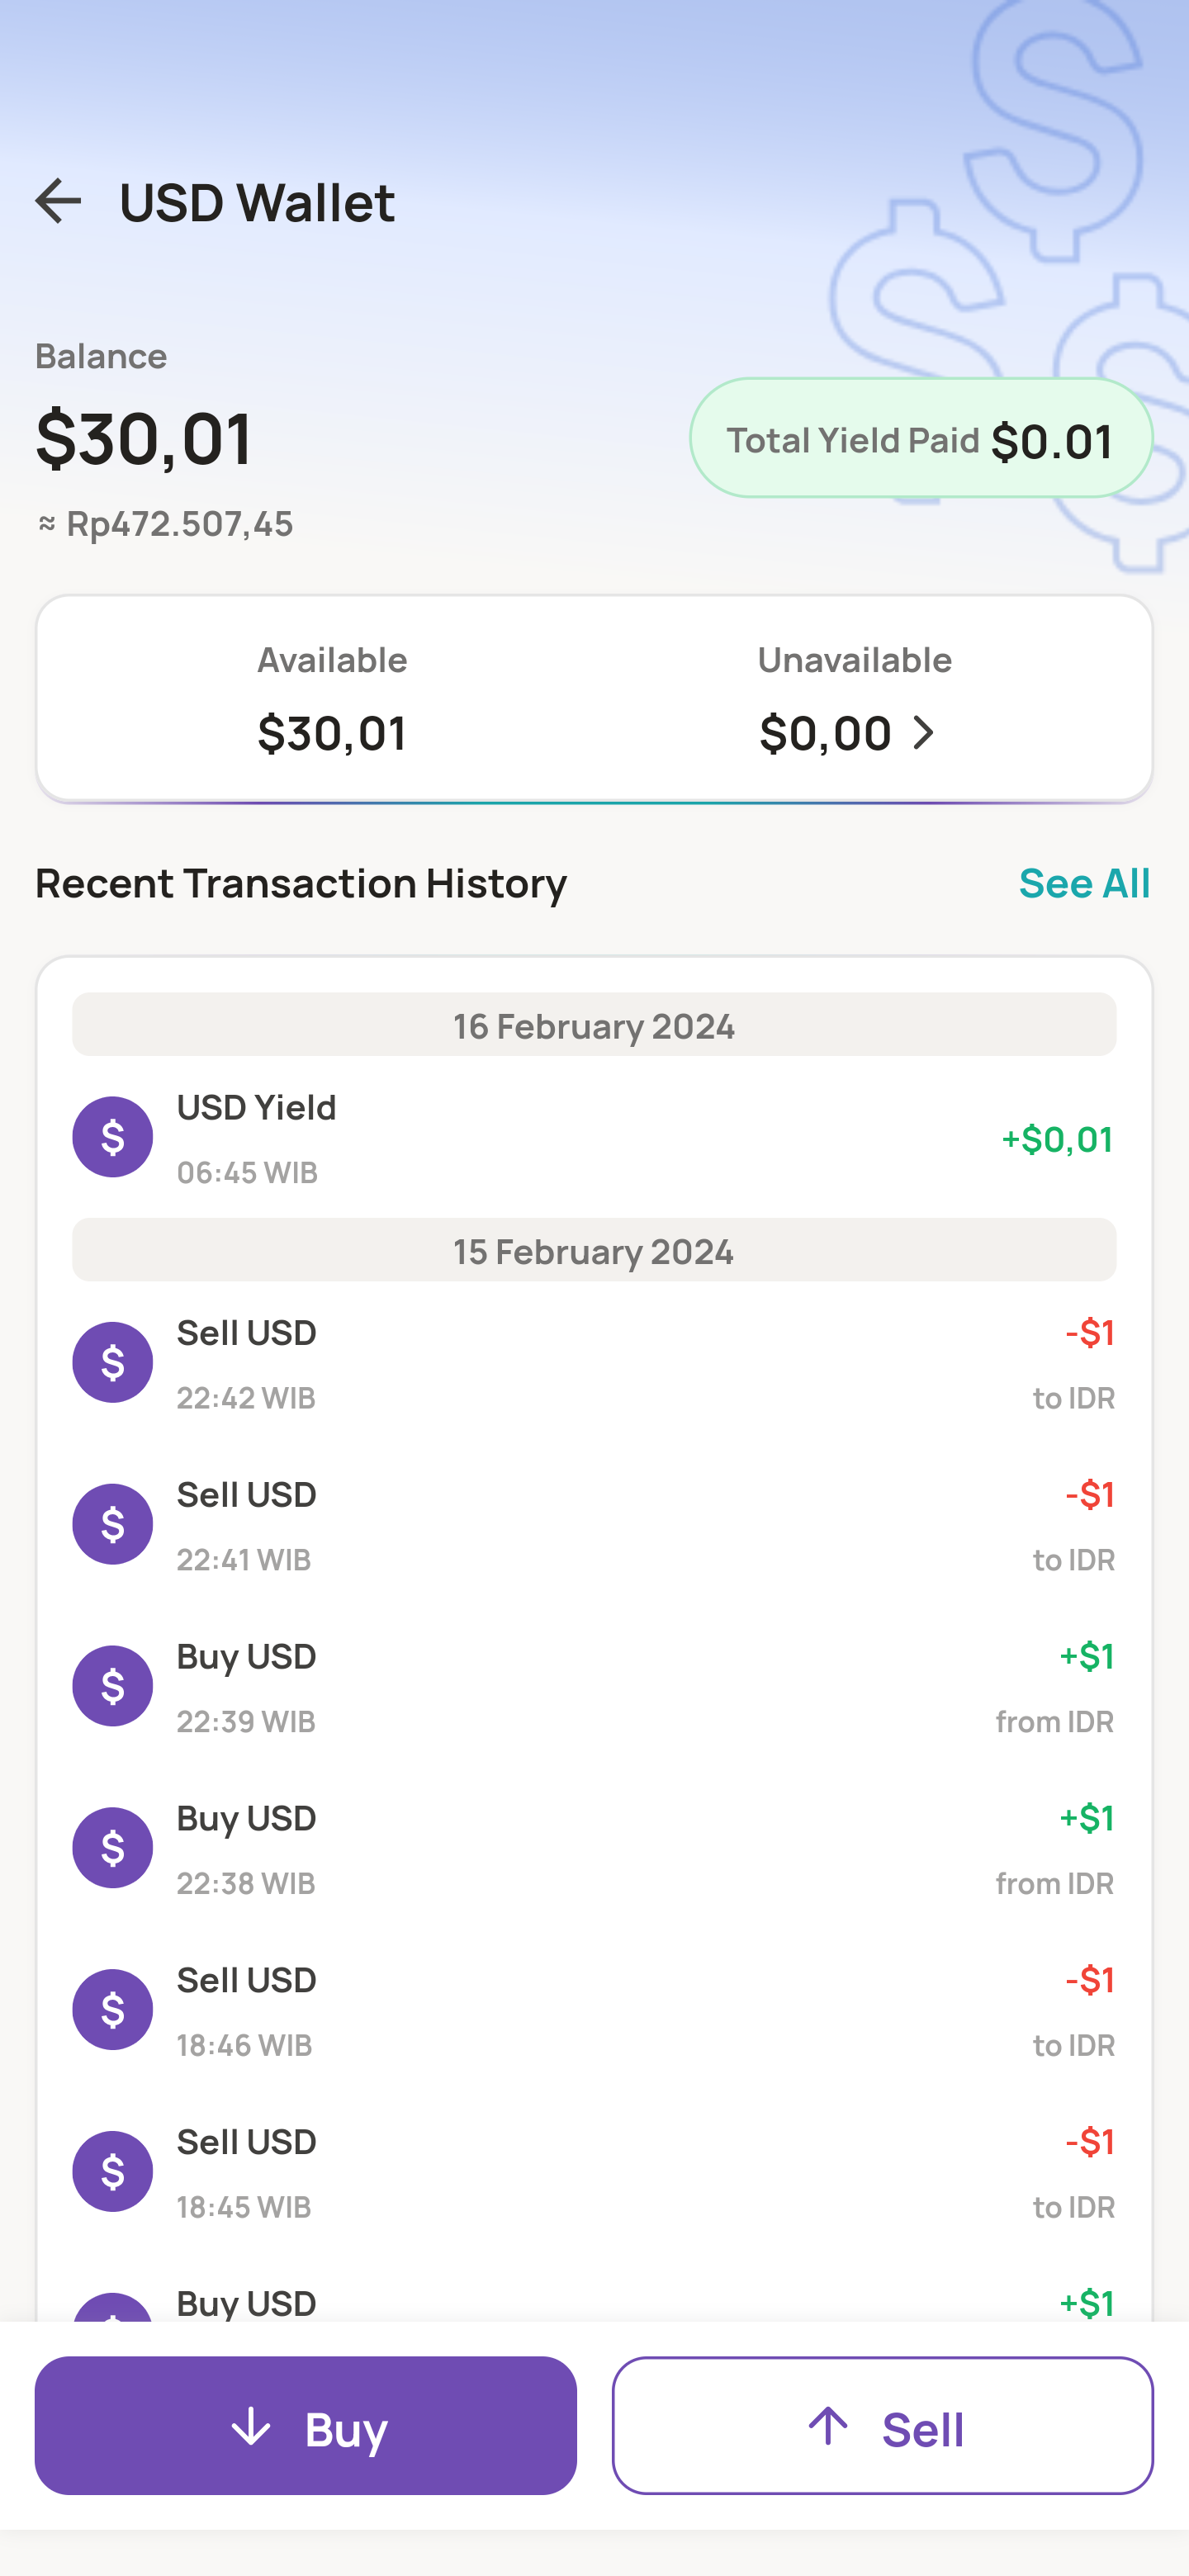 USD Wallet
Balance
$30,01
Total Yield Paid $0.01
≈ Rp472.507,45
Available
$30,01
Unavailable
$0,00
Recent Transaction History
See All
16 February 2024
USD Yield
+$0,01
06:45 WIB
15 February 2024
Sell USD
-$1
22:42 WIB
to IDR
Sell USD
-$1
22:41 WIB
to IDR
Buy USD
+$1
22:39 WIB
from IDR
Buy USD
+$1
22:38 WIB
from IDR
Sell USD
-$1
18:46 WIB
to IDR
Sell USD
-$1
18:45 WIB
to IDR
Buy USD
+$1
Buy
Sell